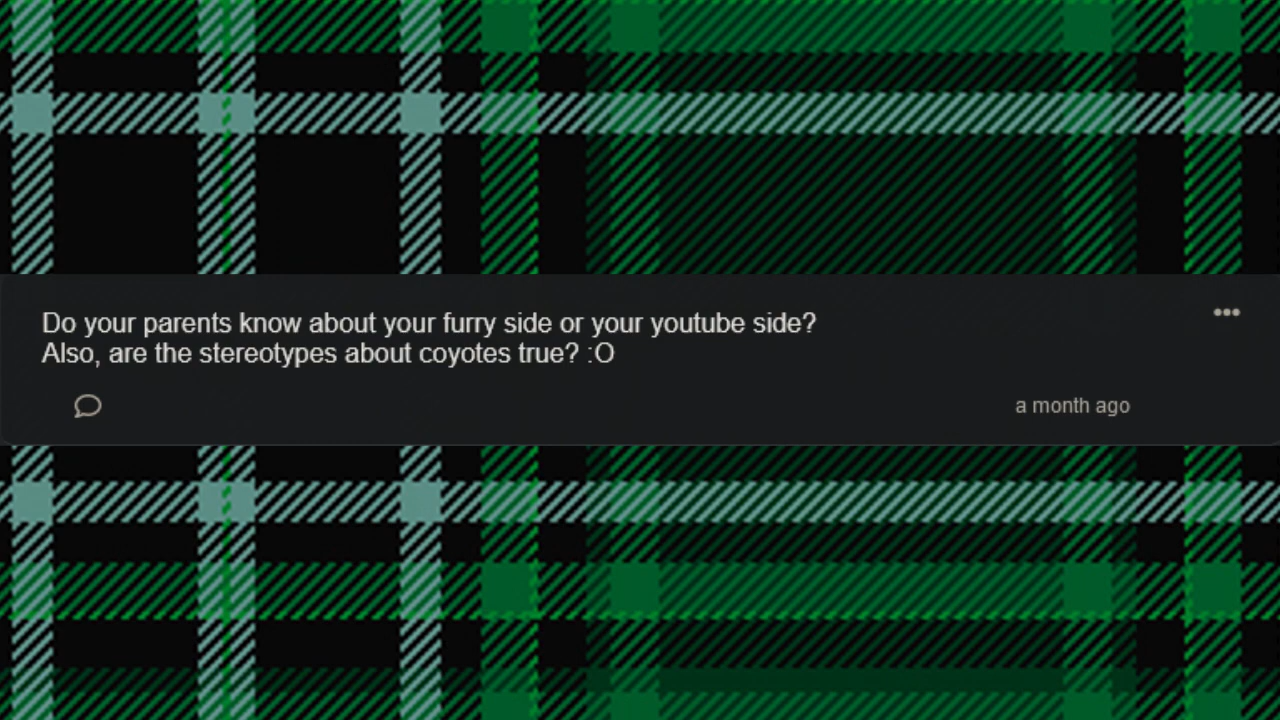 Do your parents know about your furry side or your youtube side?
Also, are the stereotypes about coyotes true? :O
a month ago